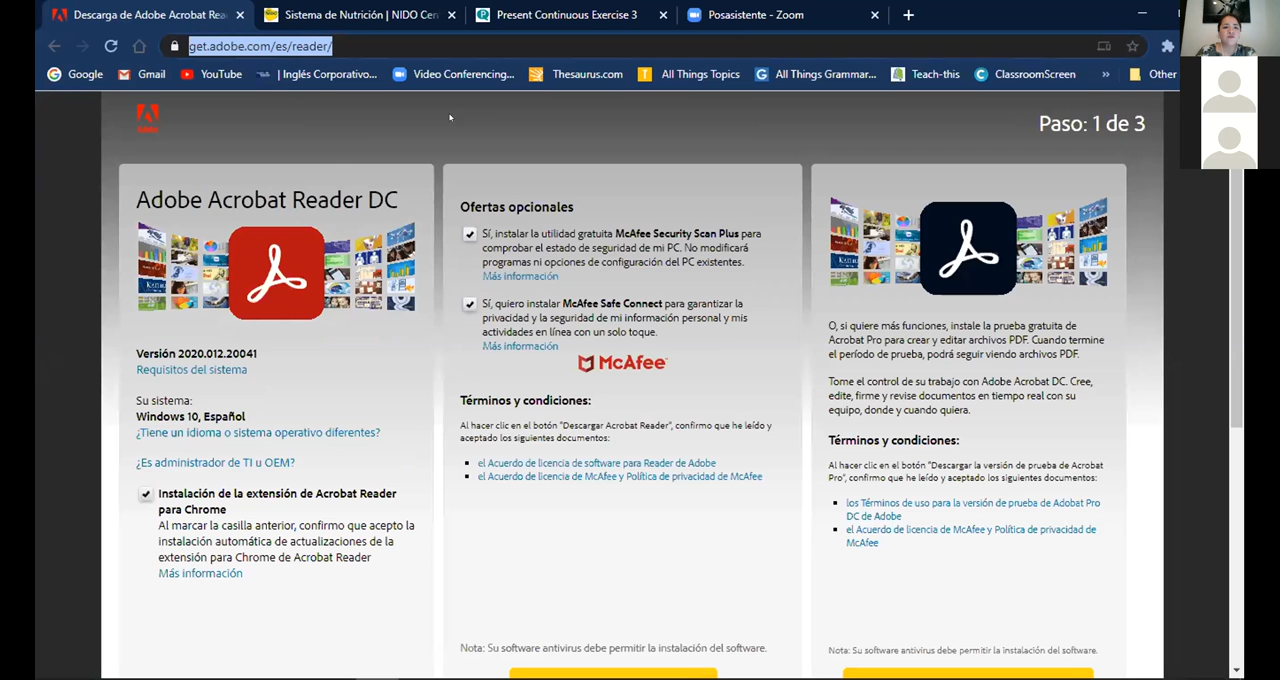 Descarga de Adobe Acrobat Rea
Sistema de Nutrición | NIDO Cen
Present Continuous Exercise 3
Posasistente - Zoom
get.adobe.com/es/reader/
Google
Gmail
YouTube
| Inglés Corporativo...
Video Conferencing...
Thesaurus.com
All Things Topics
All Things Grammar...
Teach-this
ClassroomScreen
»
Other
Adobe
Paso: 1 de 3
Adobe Acrobat Reader DC
Versión 2020.012.20041
Requisitos del sistema
Su sistema:
Windows 10, Español
¿Tiene un idioma o sistema operativo diferentes?
¿Es administrador de TI u OEM?
Instalación de la extensión de Acrobat Reader
para Chrome
Al marcar la casilla anterior, confirmo que acepto la
instalación automática de actualizaciones de la
extensión para Chrome de Acrobat Reader
Más información
Ofertas opcionales
Sí, instalar la utilidad gratuita McAfee Security Scan Plus para
comprobar el estado de seguridad de mi PC. No modificará
programas ni opciones de configuración del PC existentes.
Más información
Sí, quiero instalar McAfee Safe Connect para garantizar la
privacidad y la seguridad de mi información personal y mis
actividades en línea con un solo toque.
Más información
McAfee
Términos y condiciones:
Al hacer clic en el botón "Descargar Acrobat Reader", confirmo que he leído y
aceptado los siguientes documentos:
el Acuerdo de licencia de software para Reader de Adobe
el Acuerdo de licencia de McAfee y Política de privacidad de McAfee
Nota: Su software antivirus debe permitir la instalación del software.
O, si quiere más funciones, instale la prueba gratuita de
Acrobat Pro para crear y editar archivos PDF. Cuando termine
el período de prueba, podrá seguir viendo archivos PDF.
Tome el control de su trabajo con Adobe Acrobat DC. Cree,
edite, firme y revise documentos en tiempo real con su
equipo, donde y cuando quiera.
Términos y condiciones:
Al hacer clic en el botón "Descargar la versión de prueba de Acrobat
Pro", confirmo que he leído y aceptado los siguientes documentos:
los Términos de uso para la versión de prueba de Adobat Pro
DC de Adobe
el Acuerdo de licencia de McAfee y Política de privacidad de
McAfee
Nota: Su software antivirus debe permitir la instalación del software.